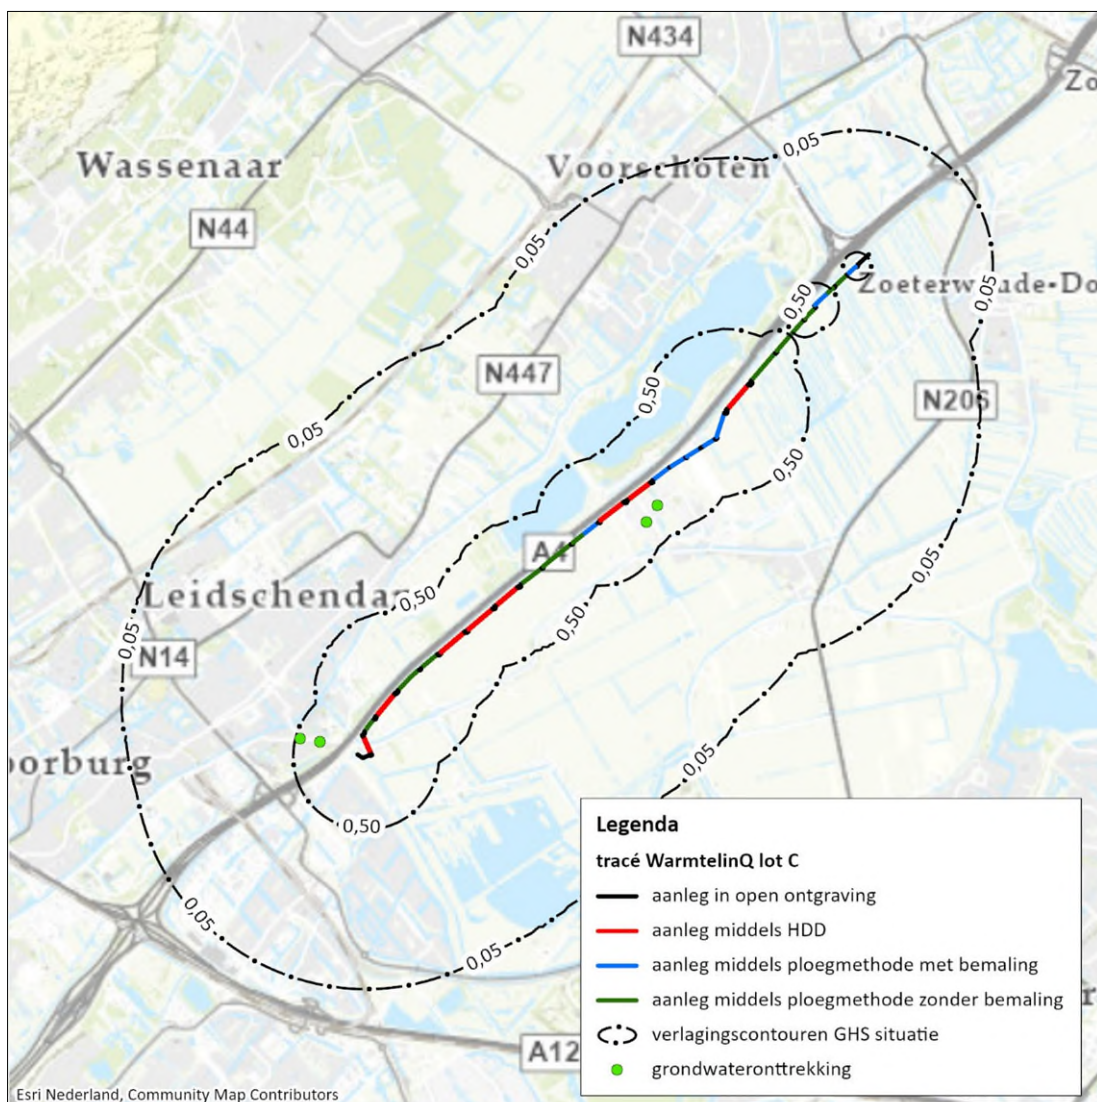 N434
Zo
Wassenaar
Voorschoten
0,05
N44
0,05
0,50
Zoeterwoude-Do
0,05
N447
0,50
N206
0,05
0,50
A4
0,05
Leidschendam
0,50
0,50
0,05
N14
oorburg
0,05
0,50
0,05
0,05
A12
Legenda
tracé WarmtelinQ lot C
aanleg in open ontgraving
aanleg middels HDD
aanleg middels ploegmethode met bemaling
aanleg middels ploegmethode zonder bemaling
verlagingscontouren GHS situatie
grondwateronttrekking
Esri Nederland, Community Map Contributors